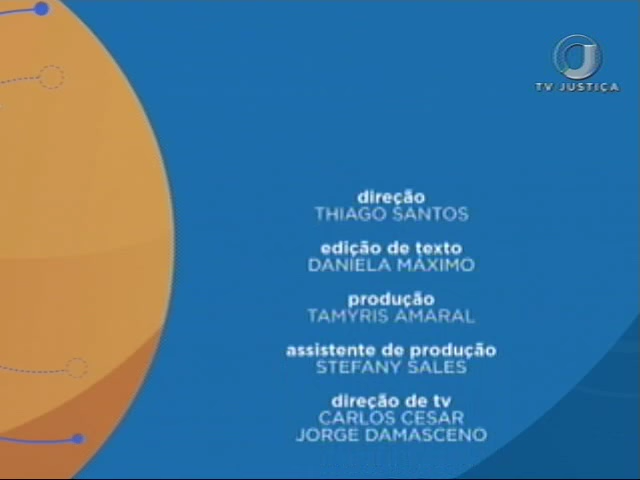 TV JUSTIÇA
direção
THIAGO SANTOS
edição de texto
DANIELA MÁXIMO
produção
TAMYRIS AMARAL
assistente de produção
STEFANY SALES
direção de tv
CARLOS CESAR
JORGE DAMASCENO